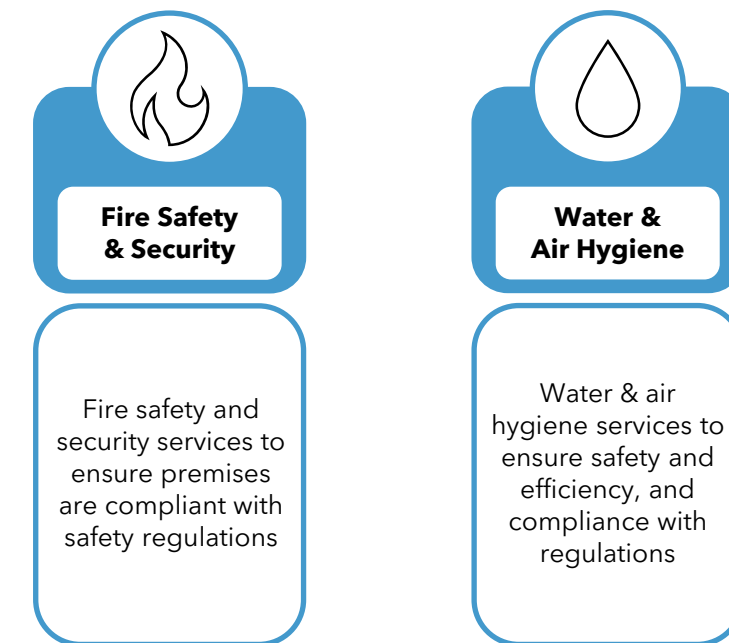 Fire Safety
& Security
Fire safety and
security services to
ensure premises
are compliant with
safety regulations
Water &
Air Hygiene
Water & air
hygiene services to
ensure safety and
efficiency, and
compliance with
regulations